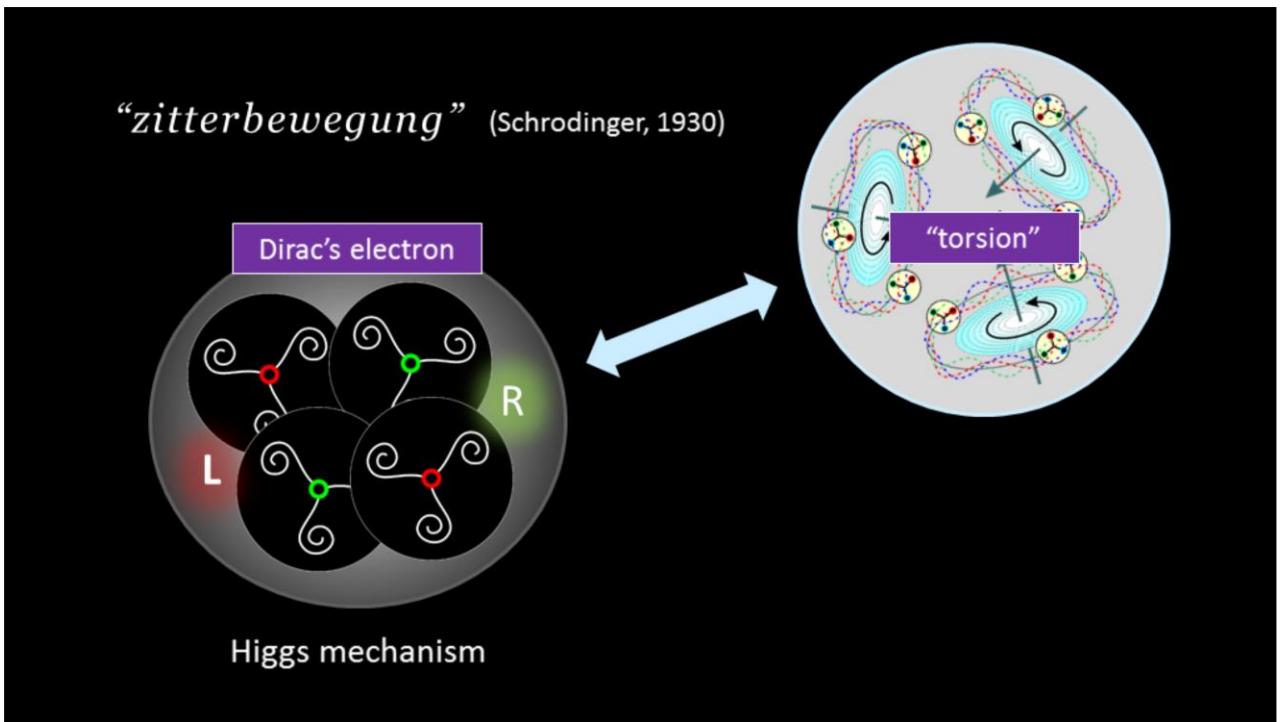 “zitterbewegung” (Schrodinger, 1930)
Dirac’s electron
“torsion”
L
R
Higgs mechanism